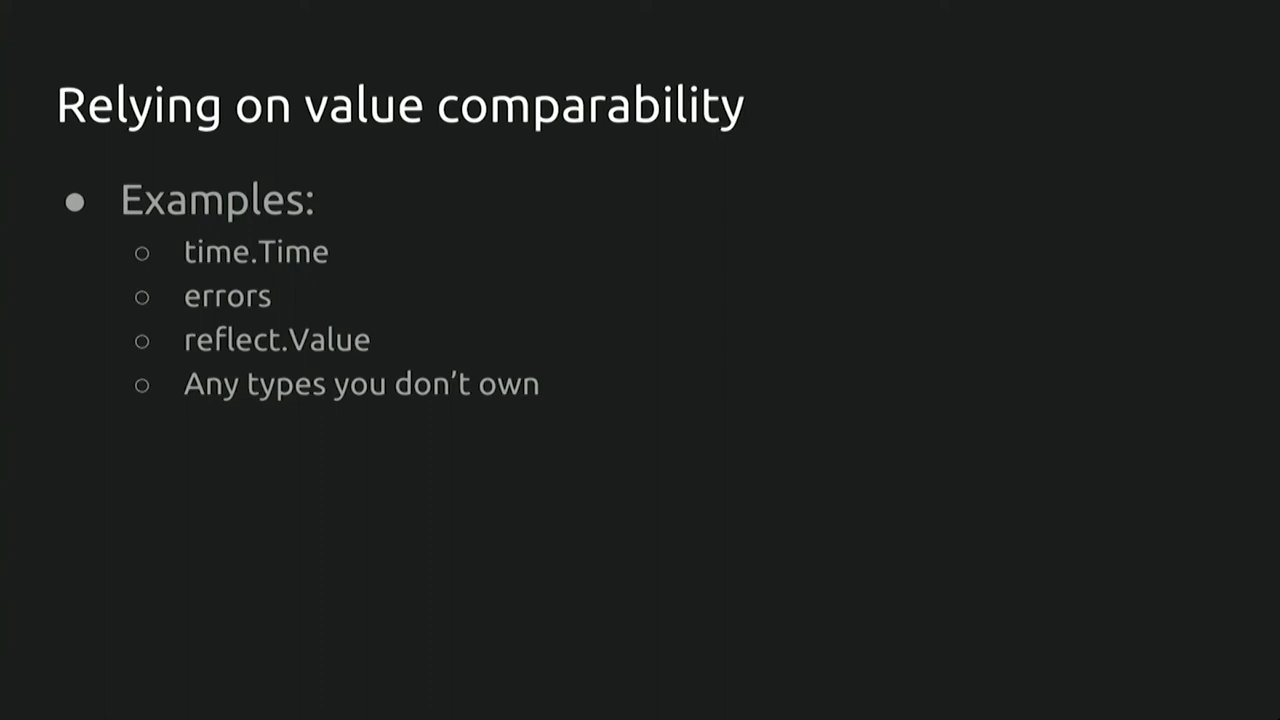 Relying on value comparability
● Examples:
○ time.Time
○ errors
○ reflect.Value
○ Any types you don’t own